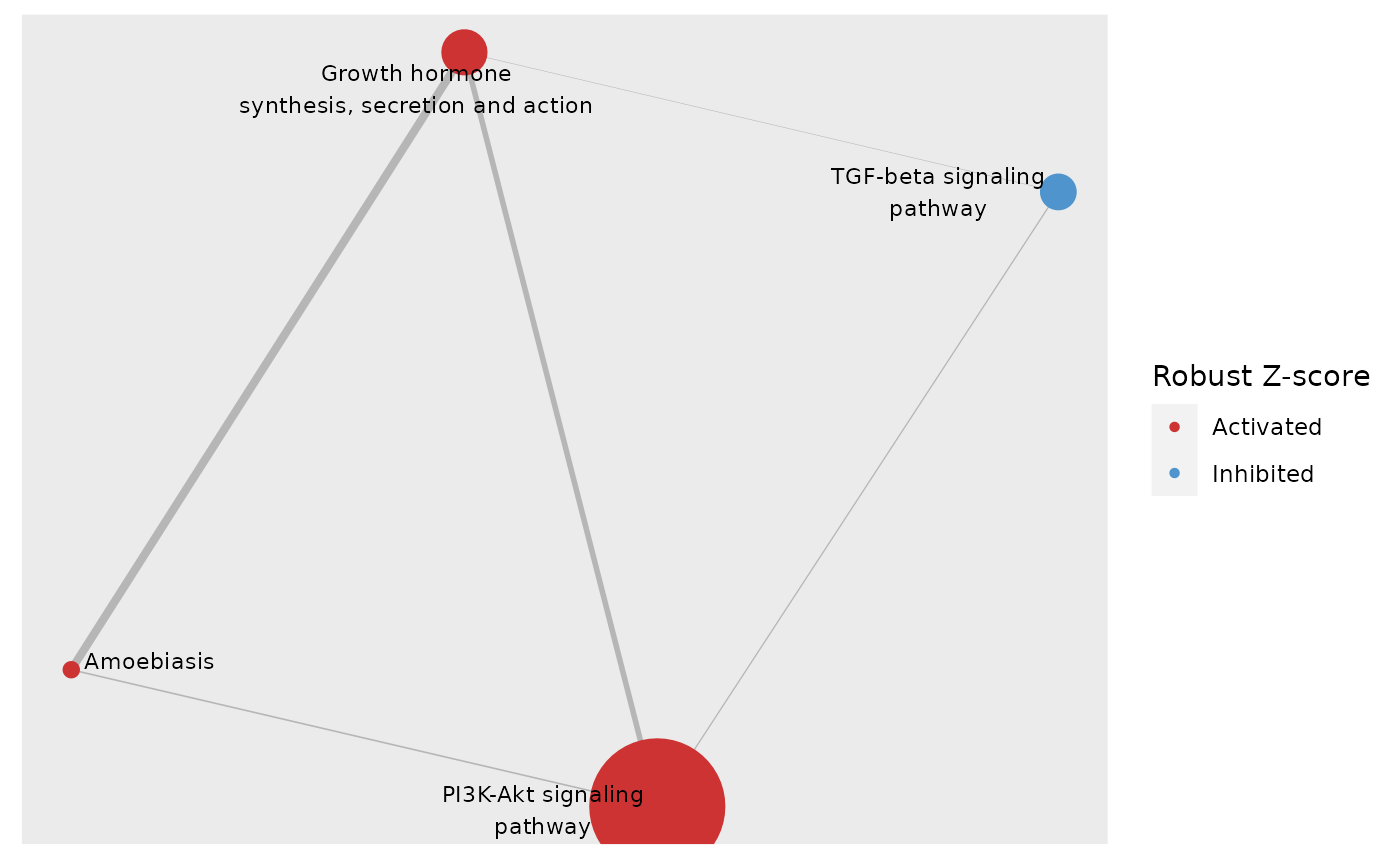 Growth hormone
synthesis, secretion and action
TGF-beta signaling
pathway
Robust Z-score
Activated
Inhibited
Amoebiasis
PI3K-Akt signaling
pathway